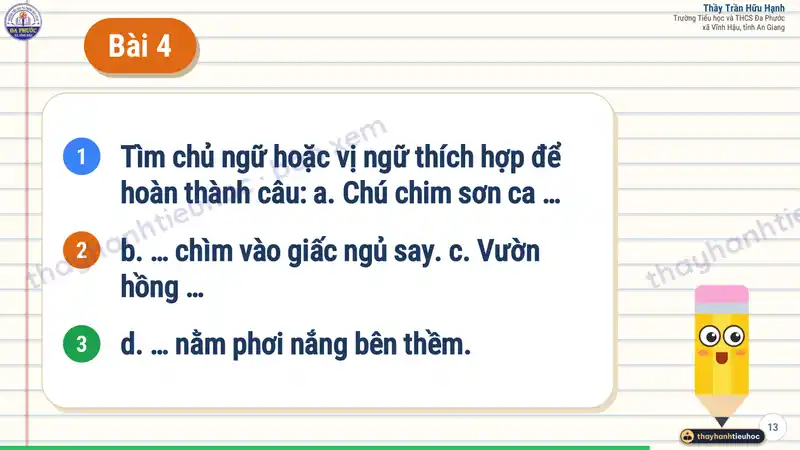 Thầy Trần Hữu Hạnh
Trường Tiểu học và THCS Đa Phước
xã Vĩnh Hậu, tỉnh An Giang
ĐA PHƯỚC
Bài 4
1
Tìm chủ ngữ hoặc vị ngữ thích hợp để
hoàn thành câu: a. Chú chim sơn ca ...
2
b. ... chìm vào giấc ngủ say. c. Vườn
hồng ...
3
d. ... nằm phơi nắng bên thềm.
thayhanhtieuhoc
13